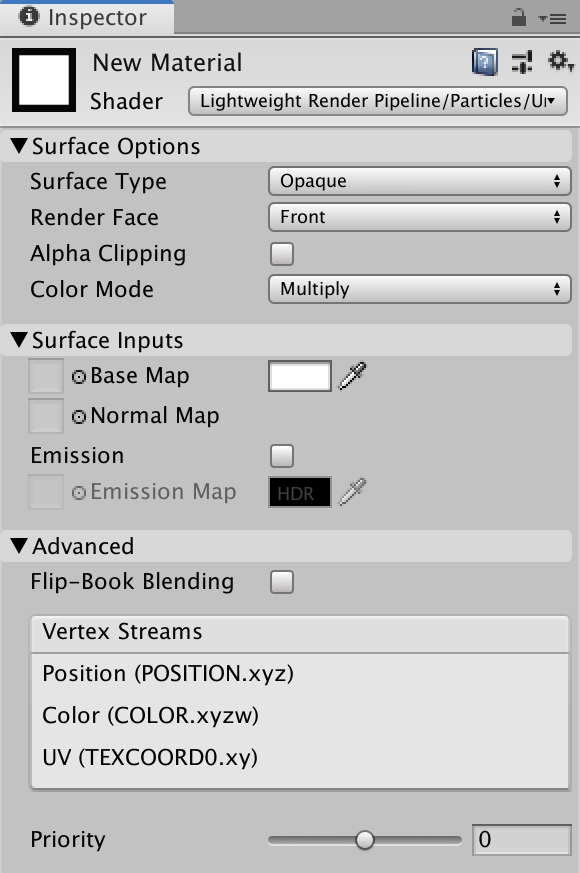 Inspector
New Material
Shader Lightweight Render Pipeline/Particles/U
Surface Options
Surface Type Opaque
Render Face Front
Alpha Clipping
Color Mode Multiply
Surface Inputs
Base Map
Normal Map
Emission
Emission Map HDR
Advanced
Flip-Book Blending
Vertex Streams
Position (POSITION.xyz)
Color (COLOR.xyzw)
UV (TEXCOORD0.xy)
Priority 0